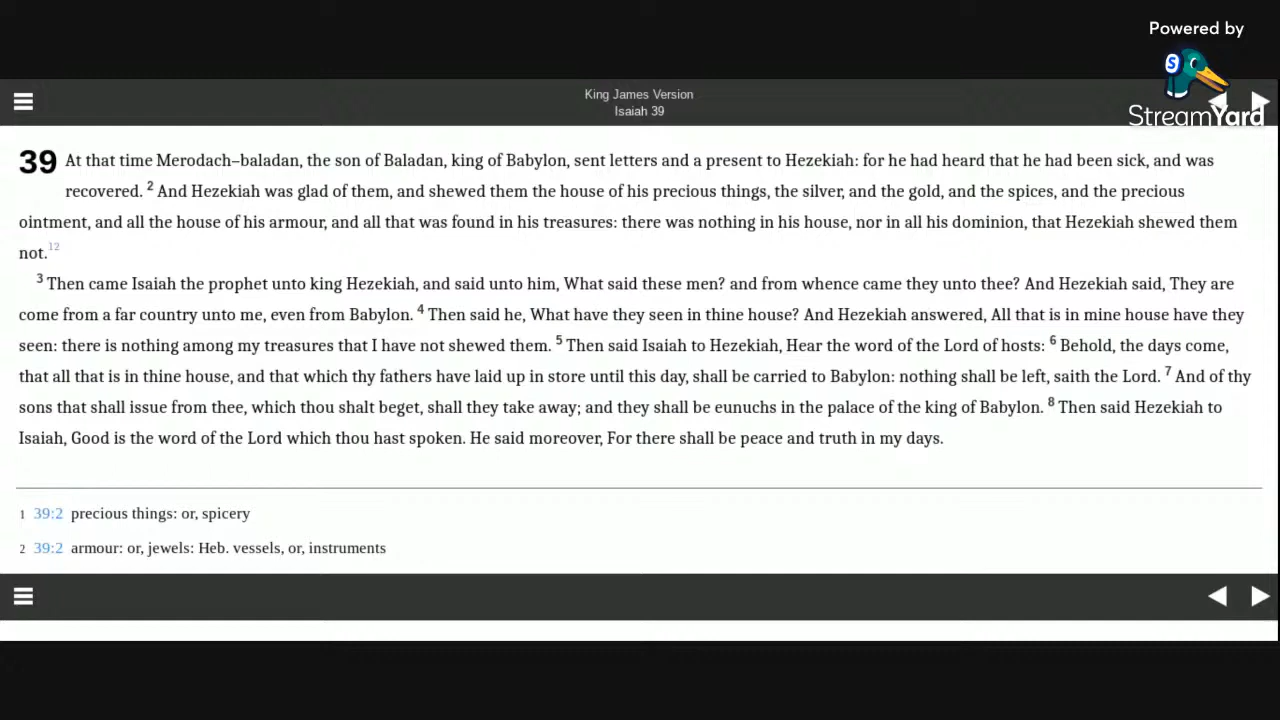 Powered by
StreamYard
King James Version
Isaiah 39
39 At that time Merodach–baladan, the son of Baladan, king of Babylon, sent letters and a present to Hezekiah: for he had heard that he had been sick, and was
recovered. 2 And Hezekiah was glad of them, and shewed them the house of his precious things, the silver, and the gold, and the spices, and the precious
ointment, and all the house of his armour, and all that was found in his treasures: there was nothing in his house, nor in all his dominion, that Hezekiah shewed them
not.12
3 Then came Isaiah the prophet unto king Hezekiah, and said unto him, What said these men? and from whence came they unto thee? And Hezekiah said, They are
come from a far country unto me, even from Babylon. 4 Then said he, What have they seen in thine house? And Hezekiah answered, All that is in mine house have they
seen: there is nothing among my treasures that I have not shewed them. 5 Then said Isaiah to Hezekiah, Hear the word of the Lord of hosts: 6 Behold, the days come,
that all that is in thine house, and that which thy fathers have laid up in store until this day, shall be carried to Babylon: nothing shall be left, saith the Lord. 7 And of thy
sons that shall issue from thee, which thou shalt beget, shall they take away; and they shall be eunuchs in the palace of the king of Babylon. 8 Then said Hezekiah to
Isaiah, Good is the word of the Lord which thou hast spoken. He said moreover, For there shall be peace and truth in my days.
1 39:2 precious things: or, spicery
2 39:2 armour: or, jewels: Heb. vessels, or, instruments